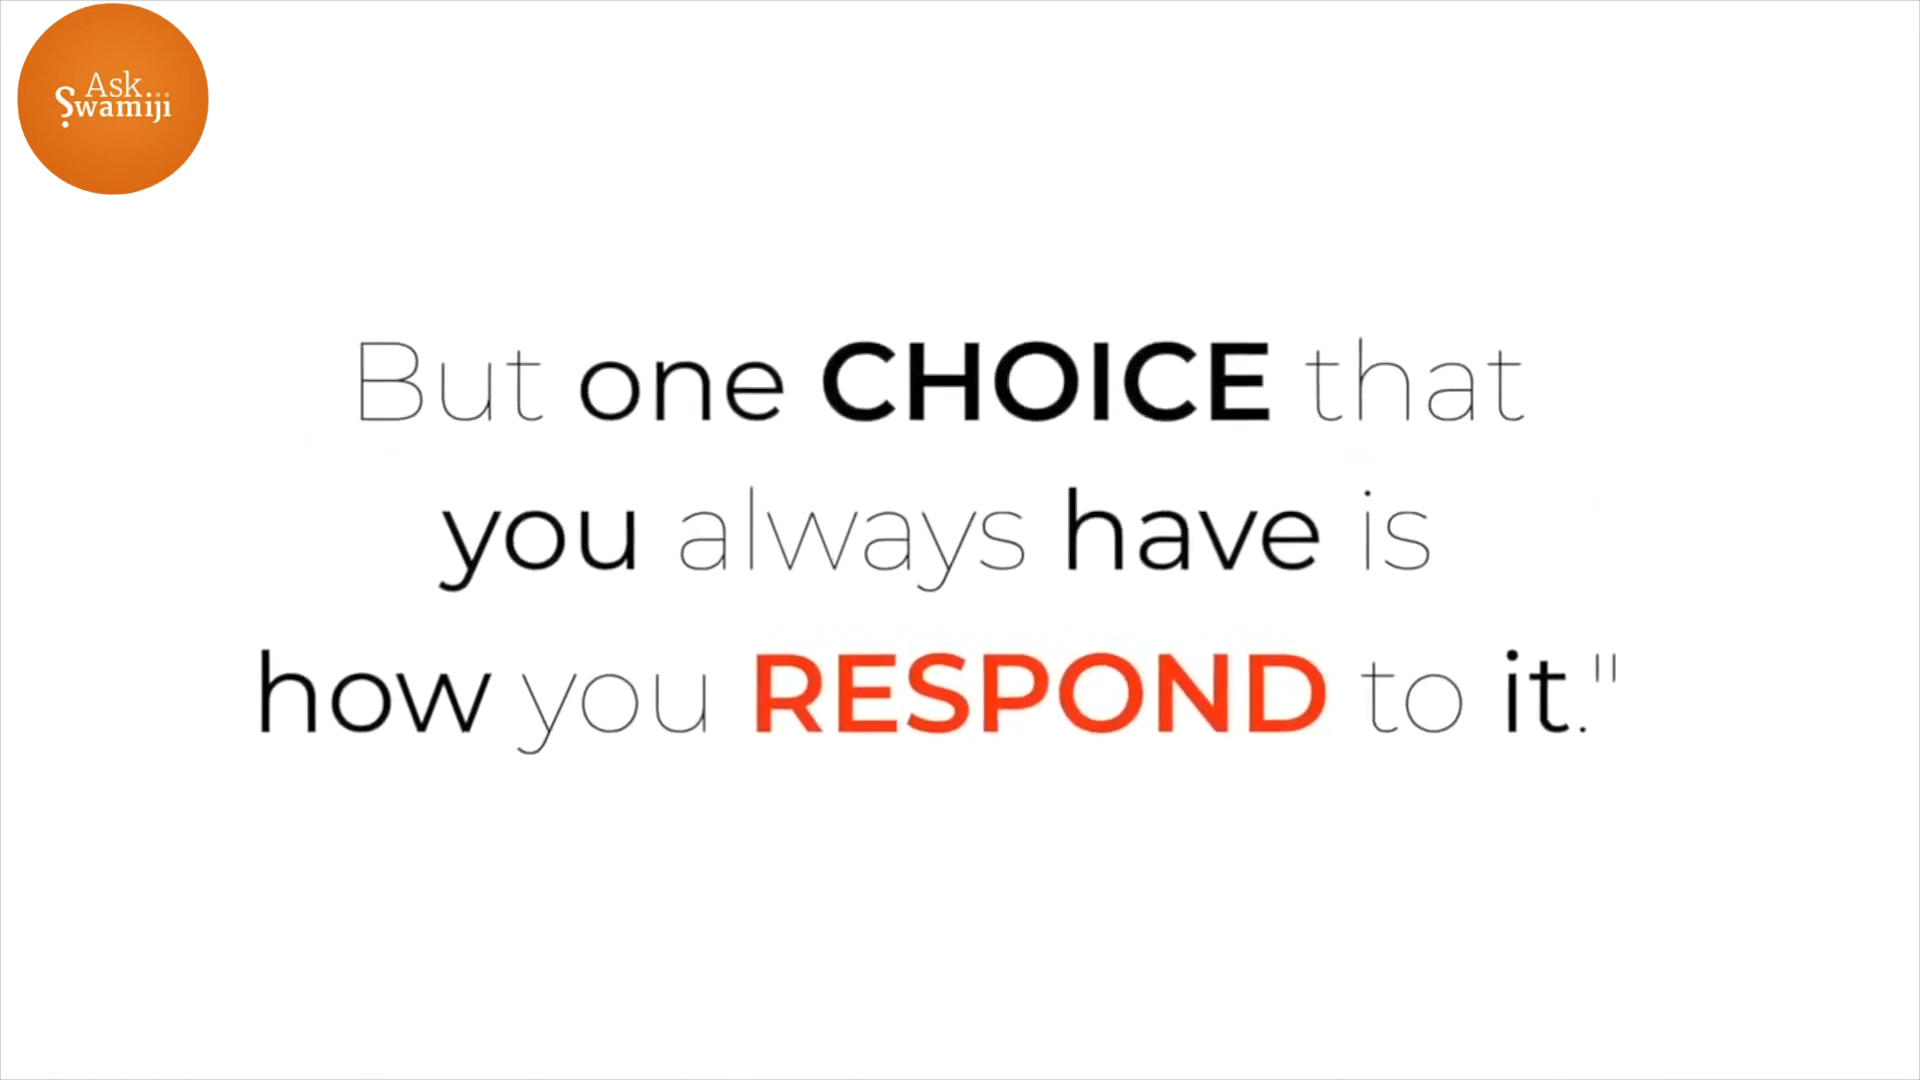 Ask
Swamiji
But one CHOICE that
you always have is
how you RESPOND to it."